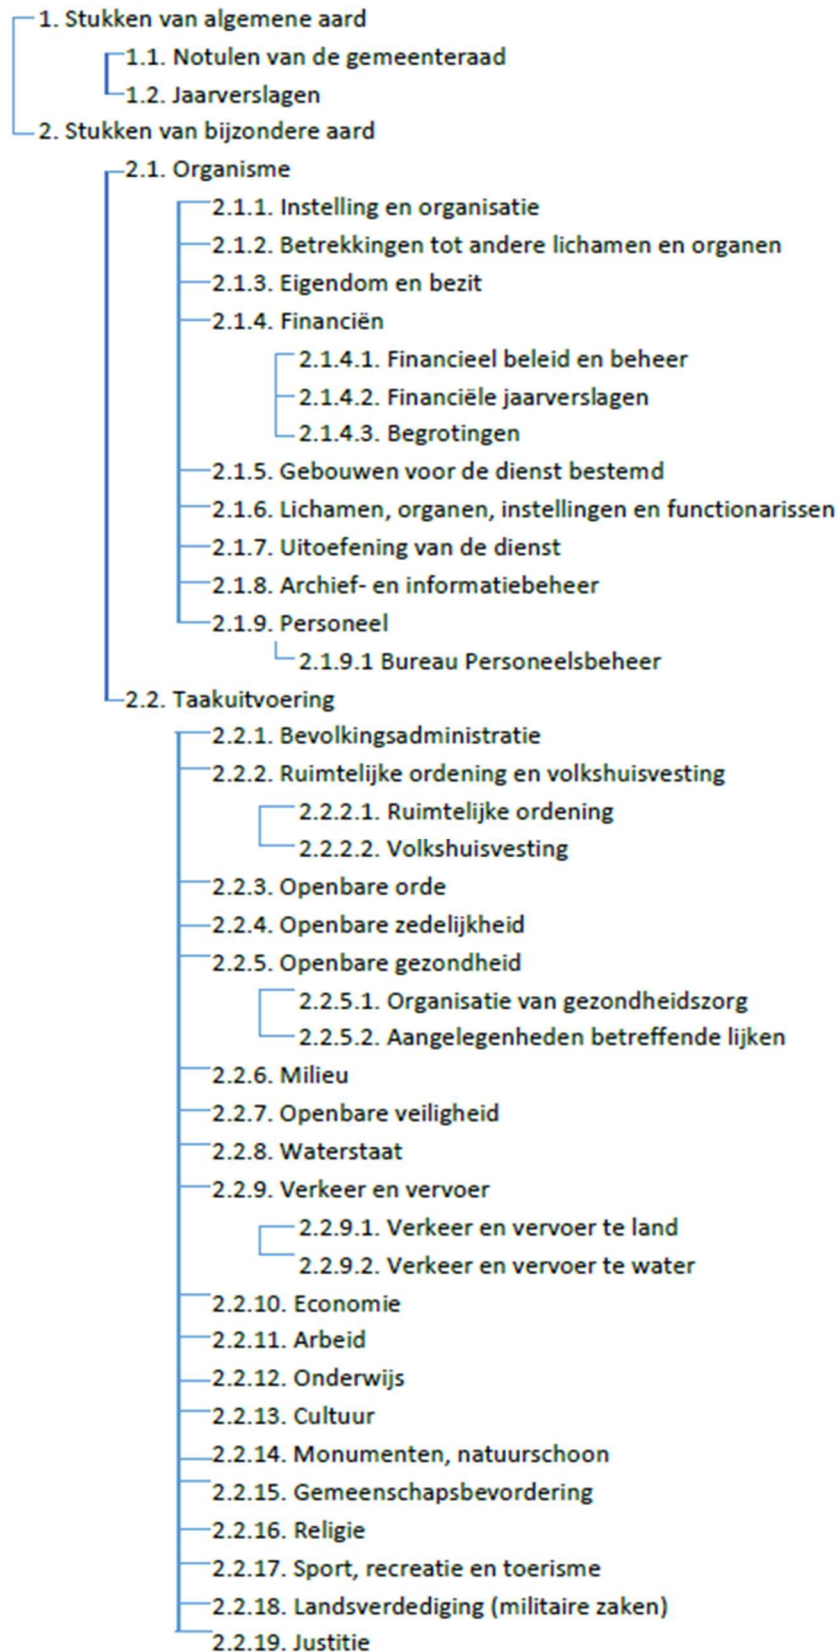 1. Stukken van algemene aard
1.1. Notulen van de gemeenteraad
1.2. Jaarverslagen
2. Stukken van bijzondere aard
2.1. Organisme
2.1.1. Instelling en organisatie
2.1.2. Betrekkingen tot andere lichamen en organen
2.1.3. Eigendom en bezit
2.1.4. Financiën
2.1.4.1. Financieel beleid en beheer
2.1.4.2. Financiële jaarverslagen
2.1.4.3. Begrotingen
2.1.5. Gebouwen voor de dienst bestemd
2.1.6. Lichamen, organen, instellingen en functionarissen
2.1.7. Uitoefening van de dienst
2.1.8. Archief- en informatiebeheer
2.1.9. Personeel
2.1.9.1 Bureau Personeelsbeheer
2.2. Taakuitvoering
2.2.1. Bevolkingsadministratie
2.2.2. Ruimtelijke ordening en volkshuisvesting
2.2.2.1. Ruimtelijke ordening
2.2.2.2. Volkshuisvesting
2.2.3. Openbare orde
2.2.4. Openbare zedelijkheid
2.2.5. Openbare gezondheid
2.2.5.1. Organisatie van gezondheidszorg
2.2.5.2. Aangelegenheden betreffende lijken
2.2.6. Milieu
2.2.7. Openbare veiligheid
2.2.8. Waterstaat
2.2.9. Verkeer en vervoer
2.2.9.1. Verkeer en vervoer te land
2.2.9.2. Verkeer en vervoer te water
2.2.10. Economie
2.2.11. Arbeid
2.2.12. Onderwijs
2.2.13. Cultuur
2.2.14. Monumenten, natuurschoon
2.2.15. Gemeenschapsbevordering
2.2.16. Religie
2.2.17. Sport, recreatie en toerisme
2.2.18. Landsverdediging (militaire zaken)
2.2.19. Justitie